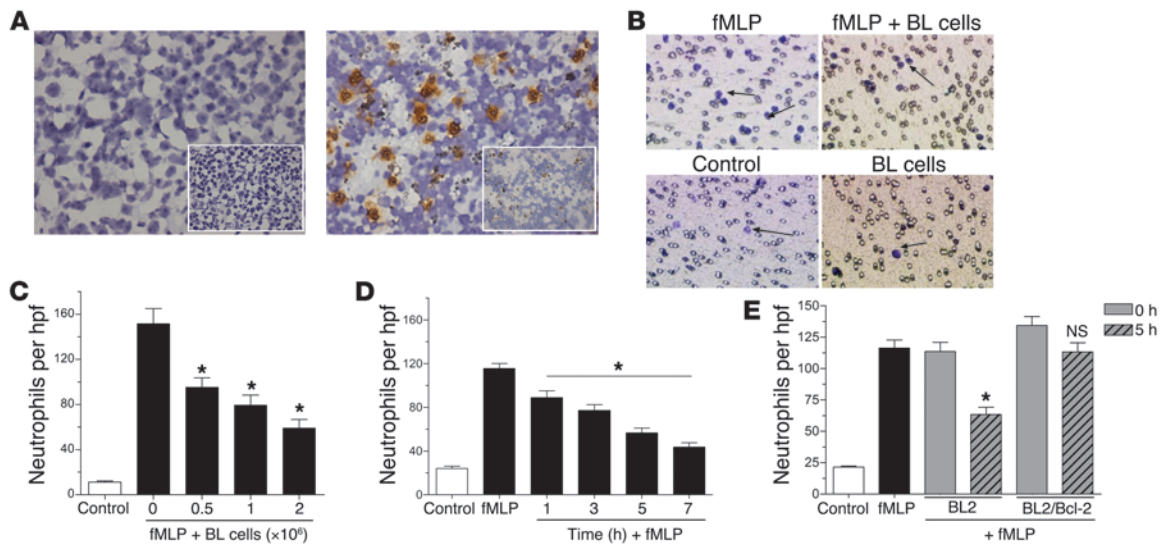 A
B
fMLP
fMLP + BL cells
Control
BL cells
C
Neutrophils per hpf
160
120
80
40
0
*
*
*
Control
0
0.5
1
2
fMLP + BL cells (×10⁶)
D
Neutrophils per hpf
160
120
80
40
0
*
Control
fMLP
1
3
5
7
Time (h) + fMLP
E
Neutrophils per hpf
150
125
100
75
50
25
0
*
NS
0 h
5 h
Control
fMLP
BL2
BL2/Bcl-2
+ fMLP